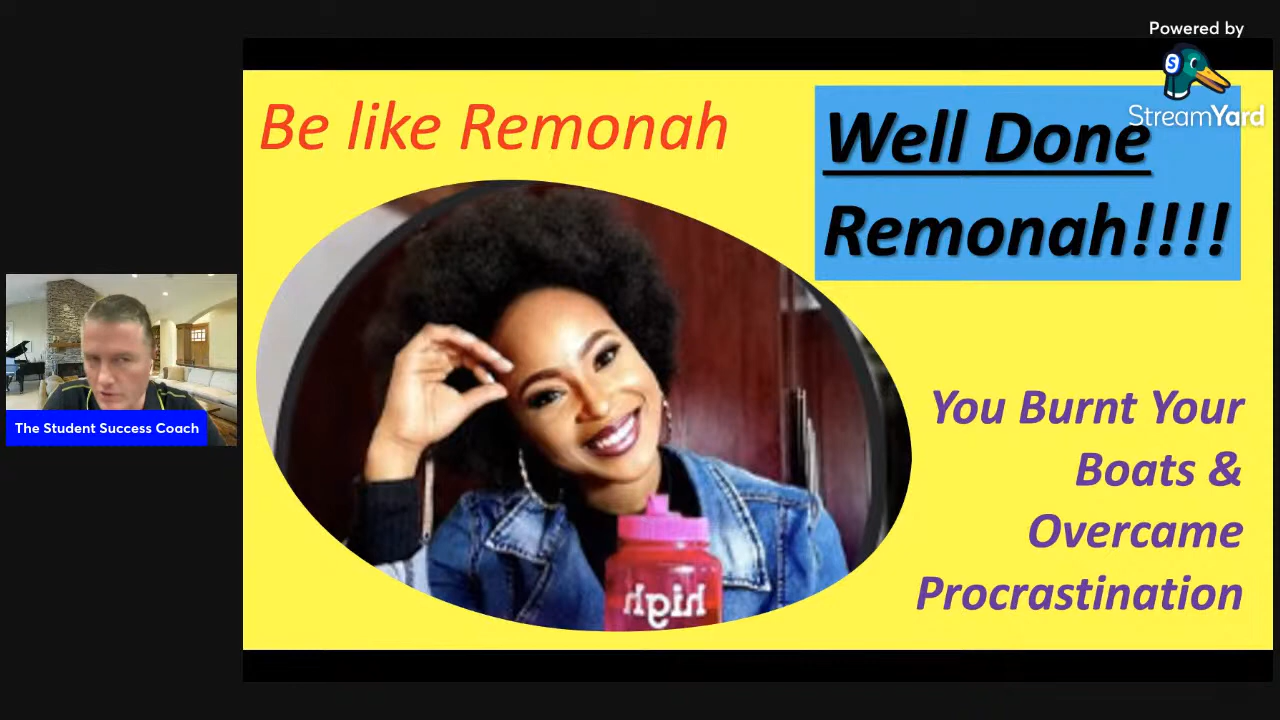 Powered by
StreamYard
Be like Remonah
Well Done
Remonah!!!!
You Burnt Your
Boats &
Overcame
Procrastination
high
The Student Success Coach